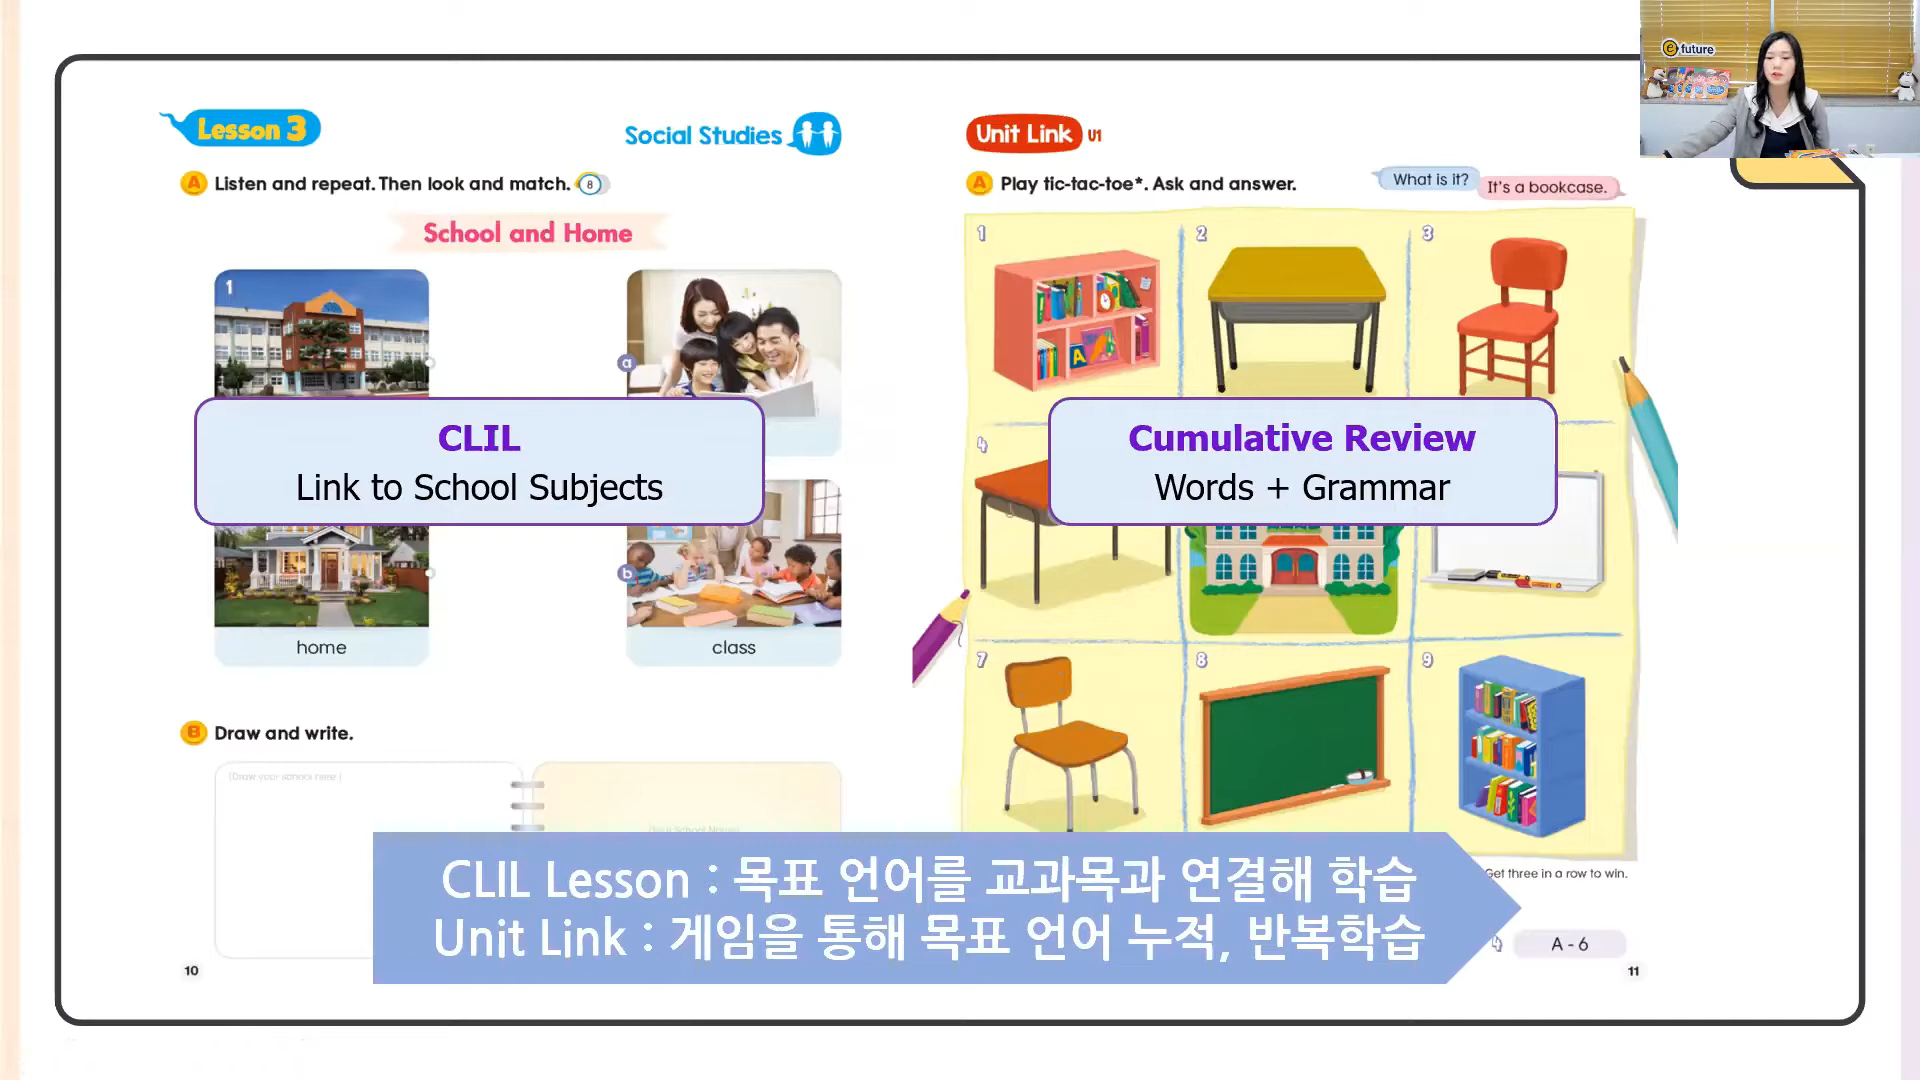 e future
Lesson 3
Social Studies
A Listen and repeat. Then look and match. 8
School and Home
1
a
CLIL
Link to School Subjects
b
home
class
B Draw and write.
(Draw your school here.)
10
Unit Link U1
A Play tic-tac-toe*. Ask and answer.
What is it?
It's a bookcase.
1
2
3
4
Cumulative Review
Words + Grammar
7
8
9
Get three in a row to win.
A - 6
11
CLIL Lesson : 목표 언어를 교과목과 연결해 학습
Unit Link : 게임을 통해 목표 언어 누적, 반복학습